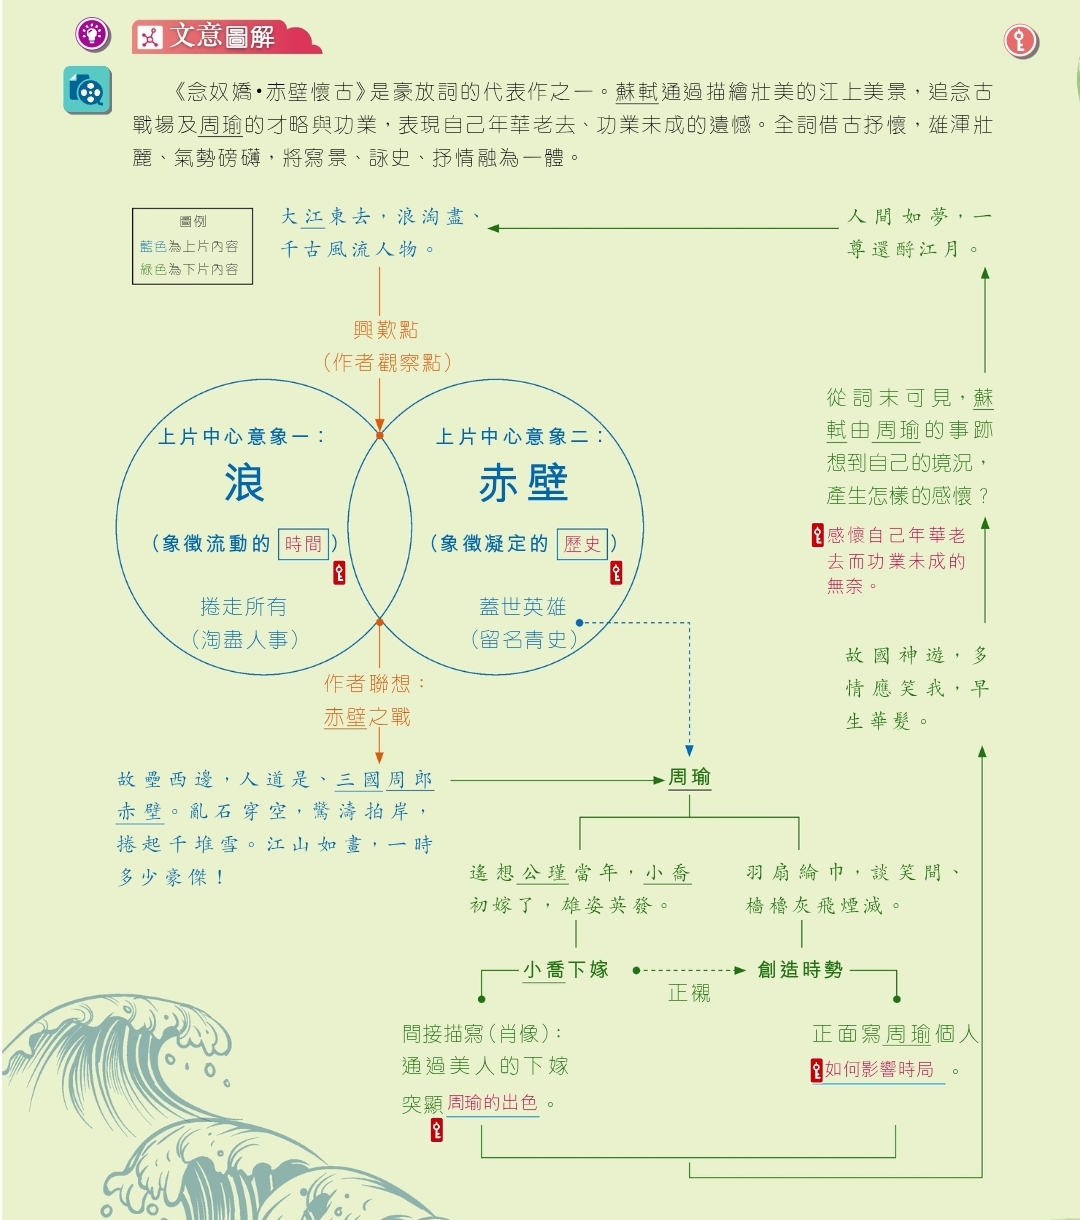 文意圖解
《念奴嬌•赤壁懷古》是豪放詞的代表作之一。蘇軾通過描繪壯美的江上美景，追念古
戰場及周瑜的才略與功業，表現自己年華老去、功業未成的遺憾。全詞借古抒懷，雄渾壯
麗、氣勢磅礴，將寫景、詠史、抒情融為一體。
圖例
藍色為上片內容
綠色為下片內容
大江東去，浪淘盡、
千古風流人物。
人間如夢，一
尊還酹江月。
興歎點
（作者觀察點）
上片中心意象一：
浪
（象徵流動的 時間）
捲走所有
（淘盡人事）
上片中心意象二：
赤壁
（象徵凝定的 歷史）
蓋世英雄
（留名青史）
從詞末可見，蘇
軾由周瑜的事跡
想到自己的境況，
產生怎樣的感懷？
感懷自己年華老
去而功業未成的
無奈。
作者聯想：
赤壁之戰
故國神遊，多
情應笑我，早
生華髮。
故壘西邊，人道是、三國周郎
赤壁。亂石穿空，驚濤拍岸，
捲起千堆雪。江山如畫，一時
多少豪傑！
周瑜
遙想公瑾當年，小喬
初嫁了，雄姿英發。
羽扇綸巾，談笑間、
檣櫓灰飛煙滅。
小喬下嫁
正襯
創造時勢
間接描寫（肖像）：
通過美人的下嫁
突顯周瑜的出色。
正面寫周瑜個人
如何影響時局。